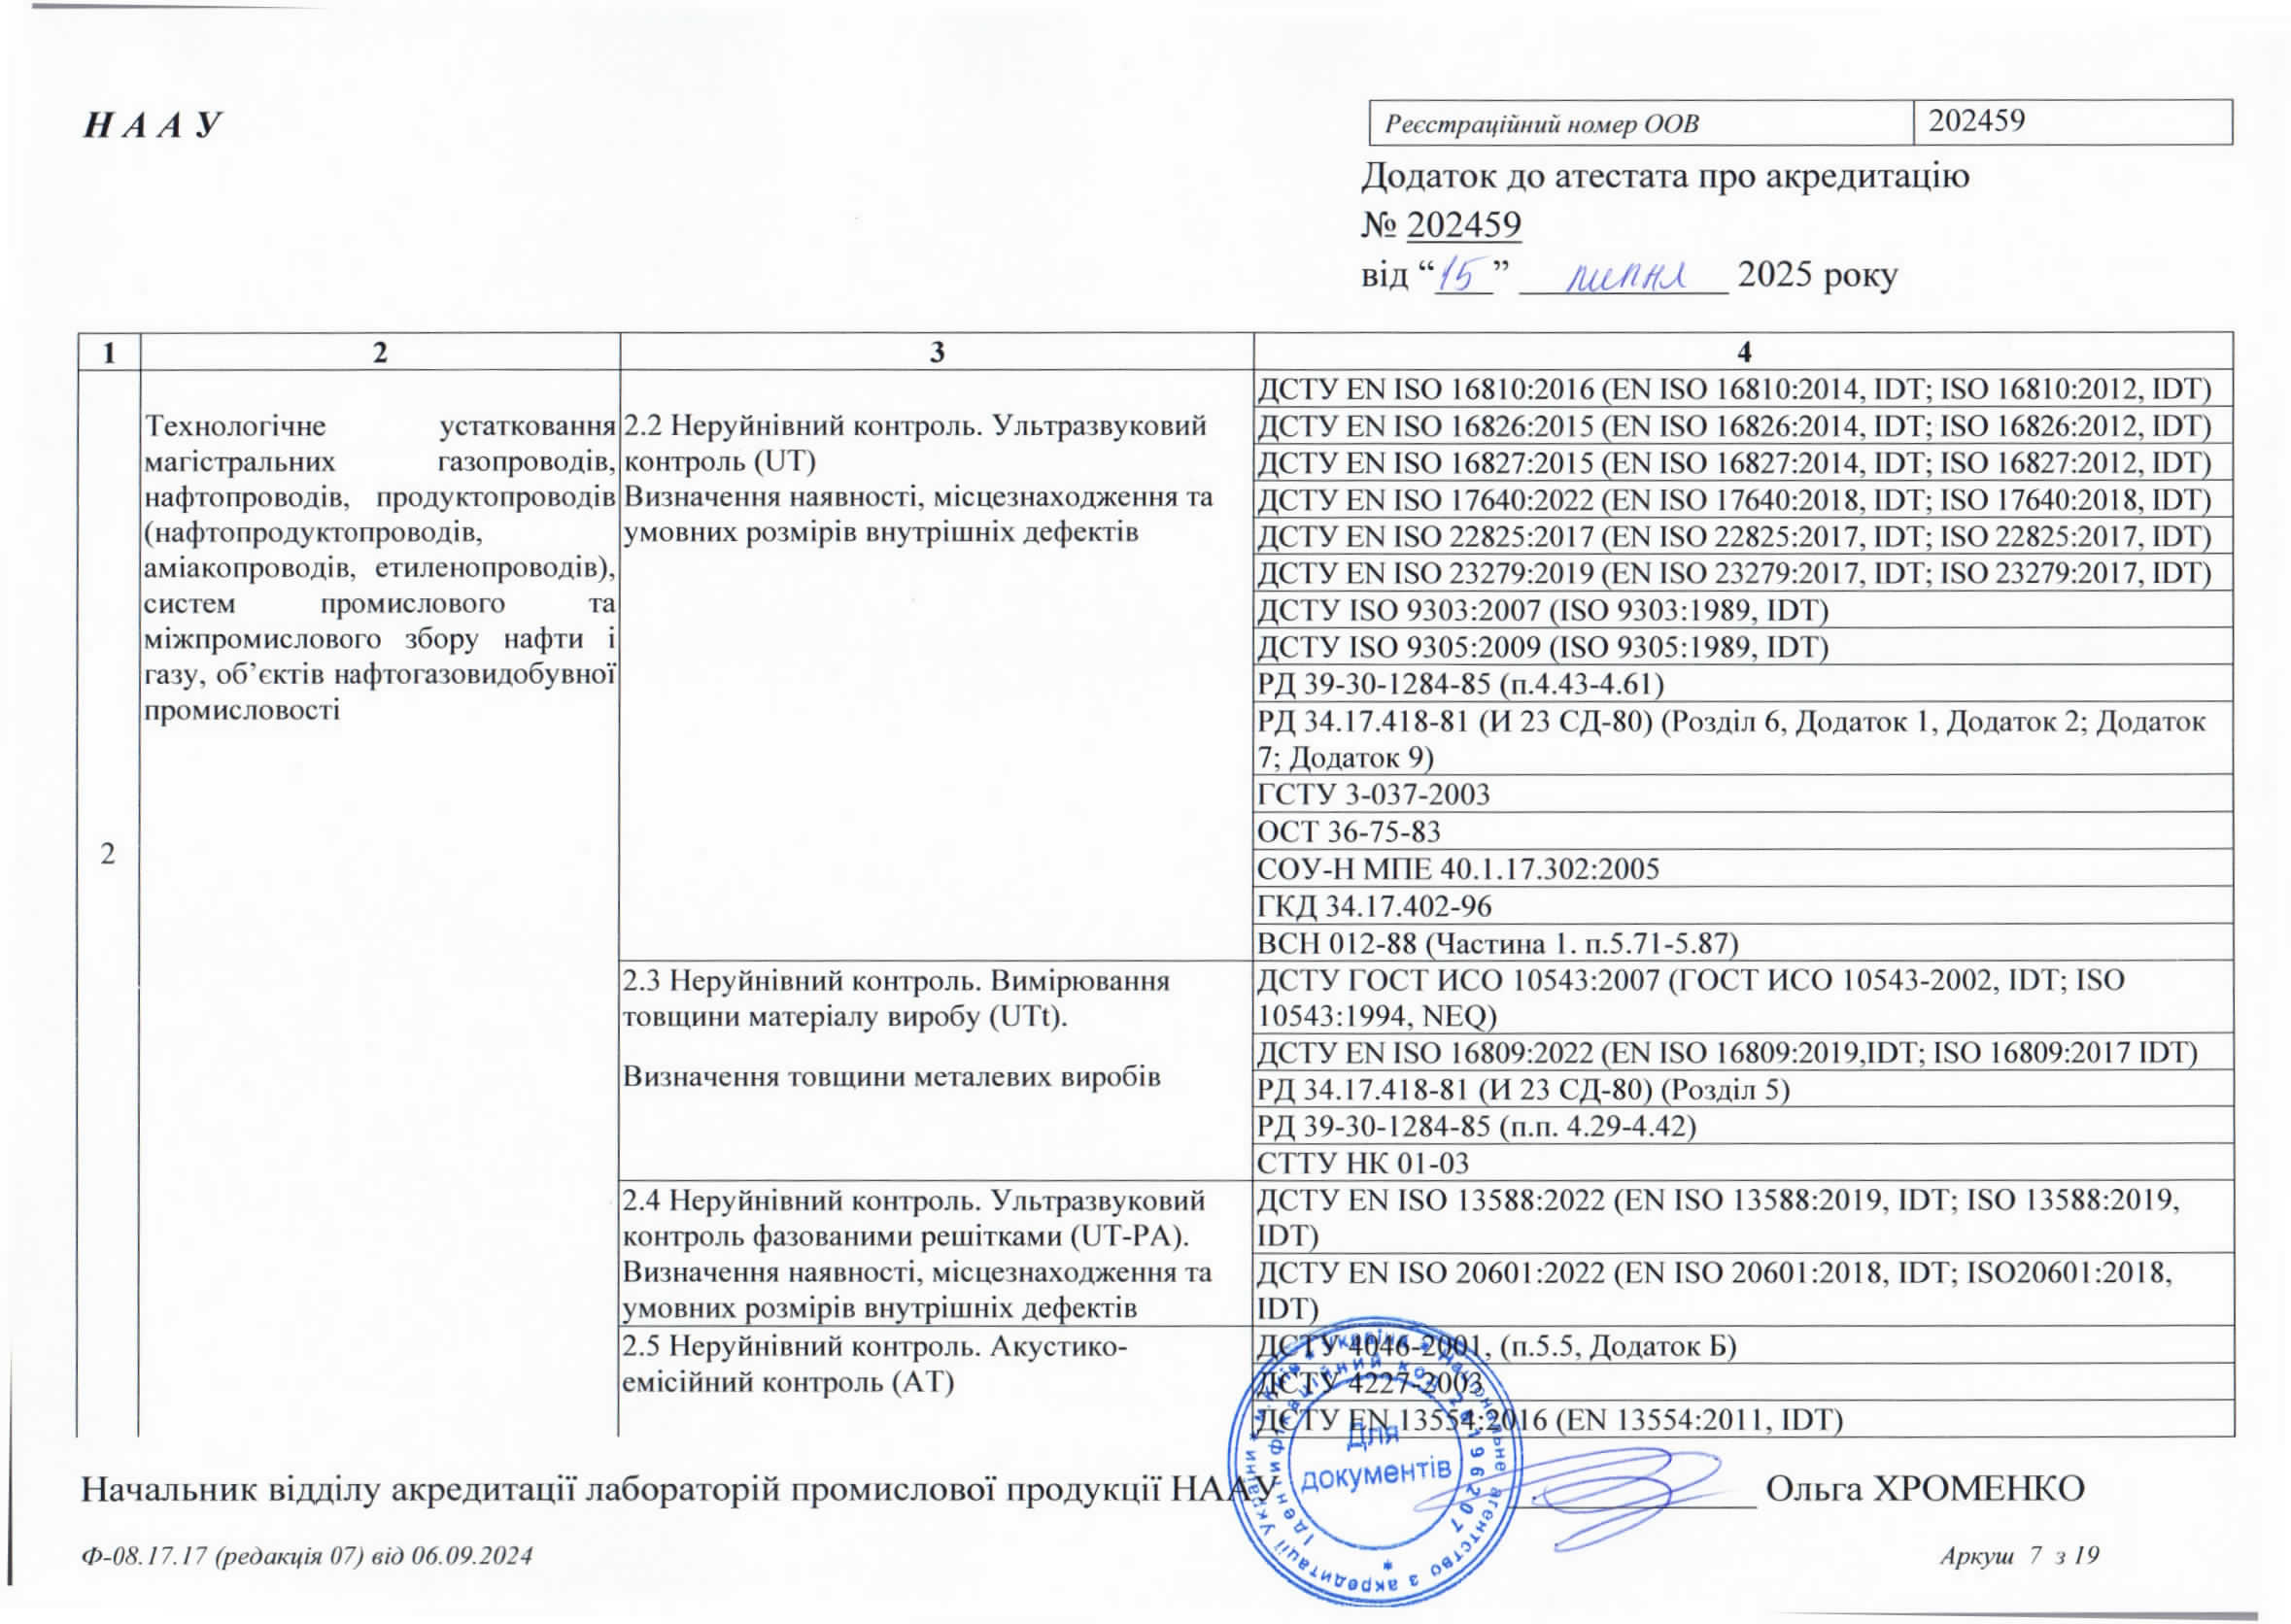 Н А А У
Реєстраційний номер ООВ 202459
Додаток до атестата про акредитацію
№ 202459
від “15” липня 2025 року
1 2 3 4
2
Технологічне устатковання
магістральних газопроводів,
нафтопроводів, продуктопроводів
(нафтопродуктопроводів,
аміакопроводів, етиленопроводів),
систем промислового та
міжпромислового збору нафти і
газу, об’єктів нафтогазовидобувної
промисловості
2.2 Неруйнівний контроль. Ультразвуковий
контроль (UT)
Визначення наявності, місцезнаходження та
умовних розмірів внутрішніх дефектів
ДСТУ EN ISO 16810:2016 (EN ISO 16810:2014, IDT; ISO 16810:2012, IDT)
ДСТУ EN ISO 16826:2015 (EN ISO 16826:2014, IDT; ISO 16826:2012, IDT)
ДСТУ EN ISO 16827:2015 (EN ISO 16827:2014, IDT; ISO 16827:2012, IDT)
ДСТУ EN ISO 17640:2022 (EN ISO 17640:2018, IDT; ISO 17640:2018, IDT)
ДСТУ EN ISO 22825:2017 (EN ISO 22825:2017, IDT; ISO 22825:2017, IDT)
ДСТУ EN ISO 23279:2019 (EN ISO 23279:2017, IDT; ISO 23279:2017, IDT)
ДСТУ ISO 9303:2007 (ISO 9303:1989, IDT)
ДСТУ ISO 9305:2009 (ISO 9305:1989, IDT)
РД 39-30-1284-85 (п.4.43-4.61)
РД 34.17.418-81 (И 23 СД-80) (Розділ 6, Додаток 1, Додаток 2; Додаток
7; Додаток 9)
ГСТУ 3-037-2003
ОСТ 36-75-83
СОУ-Н МПЕ 40.1.17.302:2005
ГКД 34.17.402-96
ВСН 012-88 (Частина 1. п.5.71-5.87)
2.3 Неруйнівний контроль. Вимірювання
товщини матеріалу виробу (UTt).
Визначення товщини металевих виробів
ДСТУ ГОСТ ИСО 10543:2007 (ГОСТ ИСО 10543-2002, IDT; ISO
10543:1994, NEQ)
ДСТУ EN ISO 16809:2022 (EN ISO 16809:2019,IDT; ISO 16809:2017 IDT)
РД 34.17.418-81 (И 23 СД-80) (Розділ 5)
РД 39-30-1284-85 (п.п. 4.29-4.42)
СТТУ НК 01-03
2.4 Неруйнівний контроль. Ультразвуковий
контроль фазованими решітками (UT-PA).
Визначення наявності, місцезнаходження та
умовних розмірів внутрішніх дефектів
ДСТУ EN ISO 13588:2022 (EN ISO 13588:2019, IDT; ISO 13588:2019,
IDT)
ДСТУ EN ISO 20601:2022 (EN ISO 20601:2018, IDT; ISO20601:2018,
IDT)
2.5 Неруйнівний контроль. Акустико-
емісійний контроль (АТ)
ДСТУ 4046-2001, (п.5.5, Додаток Б)
ДСТУ 4227-2003
ДСТУ EN 13554:2016 (EN 13554:2011, IDT)
Начальник відділу акредитації лабораторій промислової продукції НААУ Ольга ХРОМЕНКО
Національне агентство з акредитації України * м.Київ * Україна *
Ідентифікаційний код 26196207
Для
документів
Ф-08.17.17 (редакція 07) від 06.09.2024
Аркуш 7 з 19